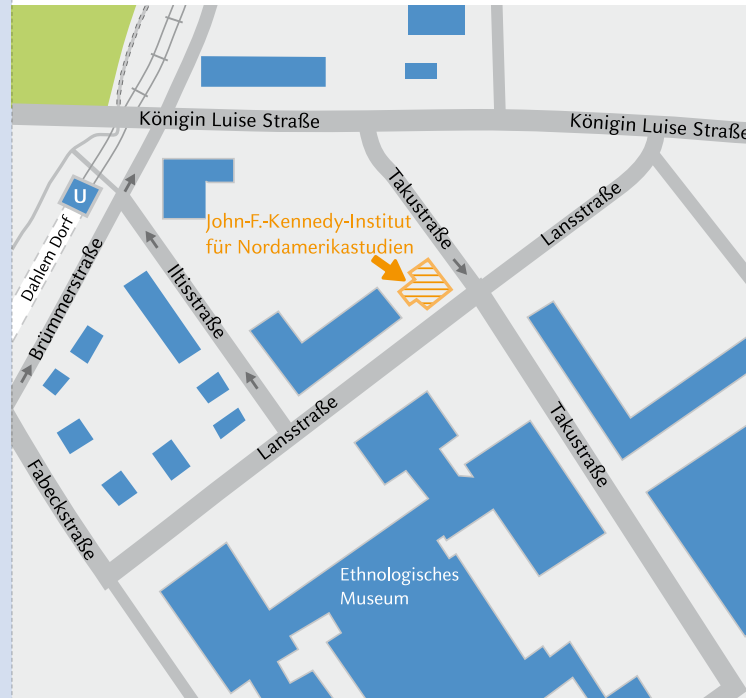 Königin Luise Straße
Königin Luise Straße
U
Dahlem Dorf
Brümmerstraße
Iltisstraße
John-F.-Kennedy-Institut
für Nordamerikastudien
Takustraße
Lansstraße
Lansstraße
Takustraße
Fabeckstraße
Ethnologisches
Museum